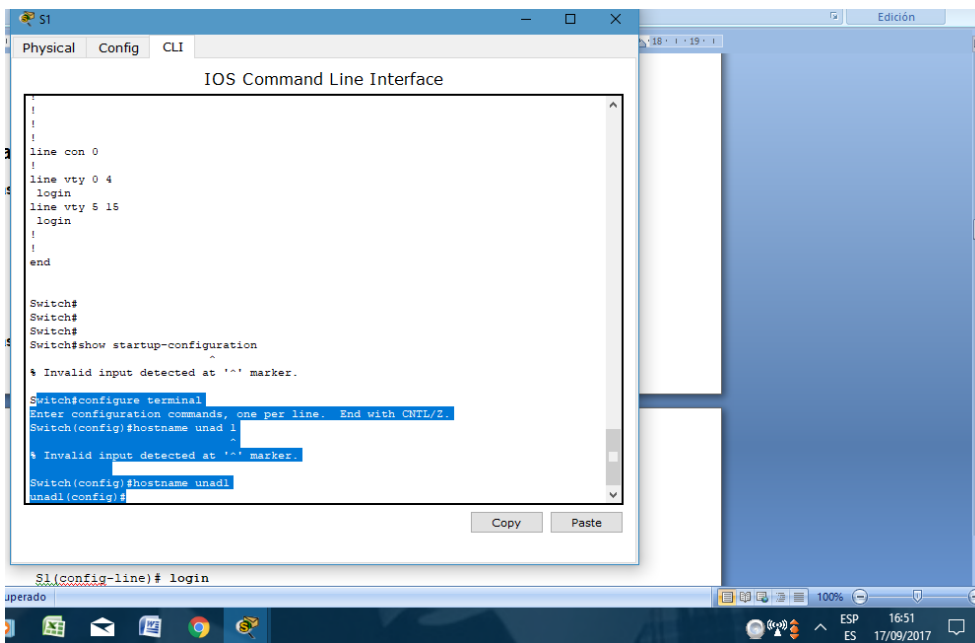 S1
Edición
Physical Config CLI
18 19
IOS Command Line Interface
!
!
!
!
line con 0
!
line vty 0 4
login
line vty 5 15
login
!
!
end
Switch#
Switch#
Switch#
Switch#show startup-configuration
^
% Invalid input detected at '^' marker.
Switch#configure terminal
Enter configuration commands, one per line.  End with CNTL/Z.
Switch(config)#hostname unad 1
^
% Invalid input detected at '^' marker.
Switch(config)#hostname unad1
unad1(config)#
Copy Paste
S1(config-line)# login
uperado
100%
ESP
ES
16:51
17/09/2017